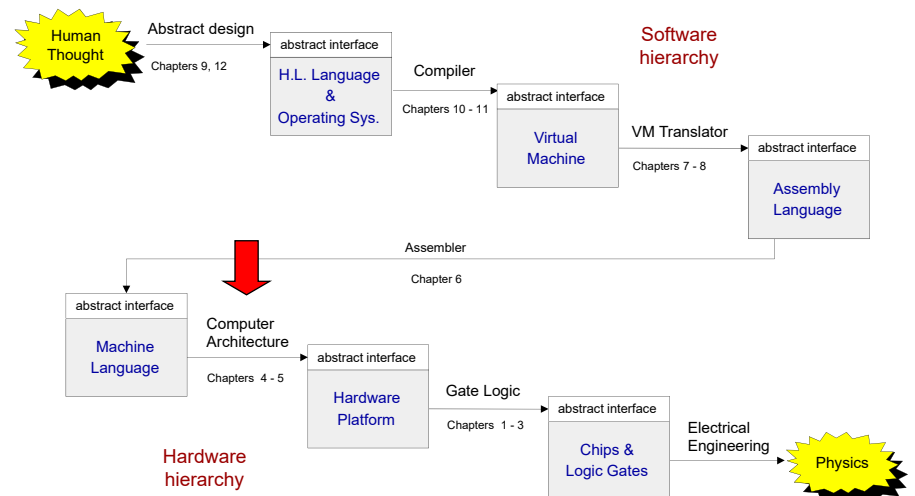 Human
Thought
Abstract design
Chapters 9, 12
abstract interface
H.L. Language
&
Operating Sys.
Software
hierarchy
Compiler
Chapters 10 - 11
abstract interface
Virtual
Machine
VM Translator
Chapters 7 - 8
abstract interface
Assembly
Language
Assembler
Chapter 6
abstract interface
Machine
Language
Computer
Architecture
Chapters 4 - 5
abstract interface
Hardware
Platform
Gate Logic
Chapters 1 - 3
abstract interface
Chips &
Logic Gates
Electrical
Engineering
Physics
Hardware
hierarchy